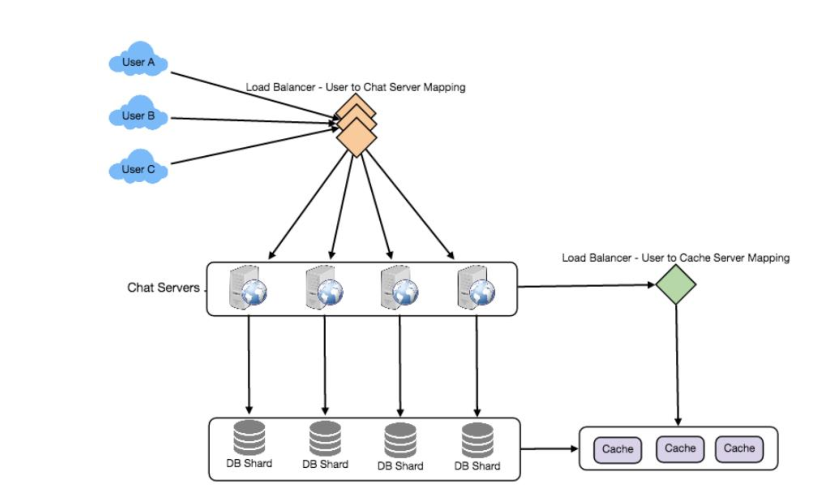 User A
Load Balancer - User to Chat Server Mapping
User B
User C
Load Balancer - User to Cache Server Mapping
Chat Servers
DB Shard
DB Shard
DB Shard
DB Shard
Cache
Cache
Cache